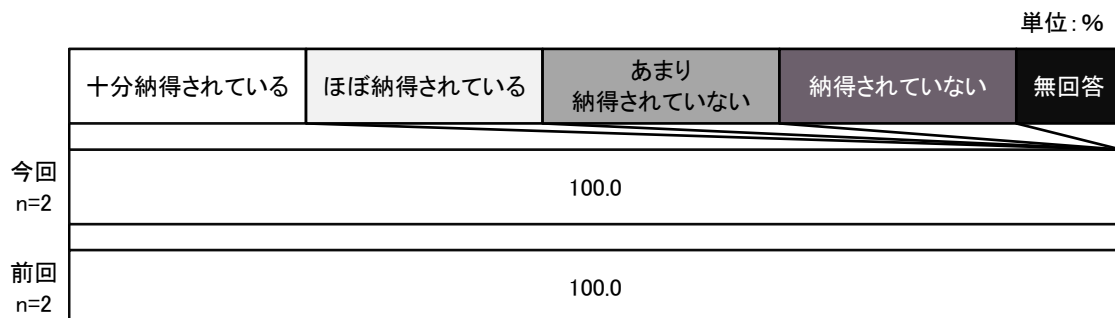 単位:%
十分納得されている
ほぼ納得されている
あまり
納得されていない
納得されていない
無回答
今回
n=2
100.0
前回
n=2
100.0